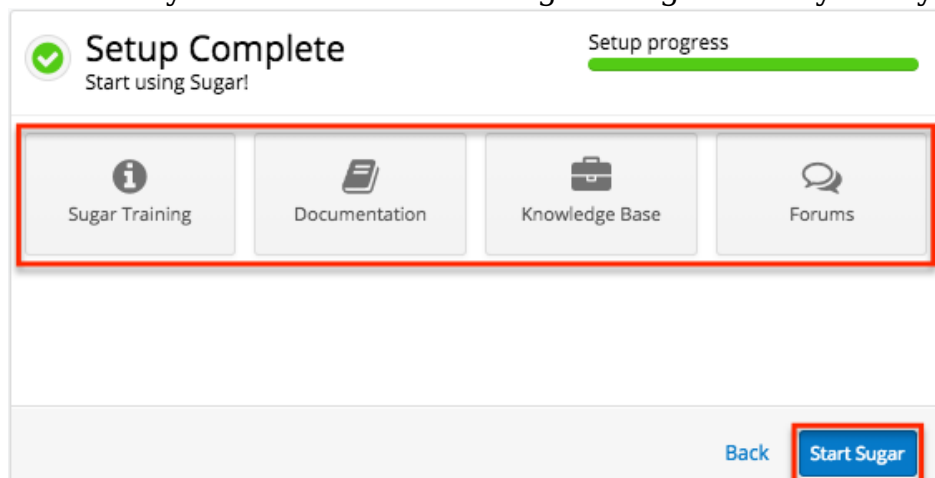 Setup Complete
Start using Sugar!
Setup progress
Sugar Training
Documentation
Knowledge Base
Forums
Back
Start Sugar